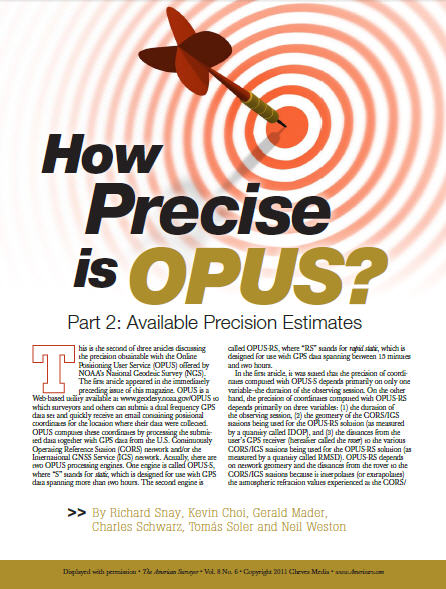 How
Precise
is OPUS?
Part 2: Available Precision Estimates
This is the second of three articles discussing
the precision obtainable with the Online
Positioning User Service (OPUS) offered by
NOAA's National Geodetic Survey (NGS).
The first article appeared in the immediately
preceding issue of this magazine. OPUS is a
Web-based utility available at www.geodesy.noaa.gov/OPUS to
which surveyors and others can submit a dual frequency GPS
data set and quickly receive an email containing positional
coordinates for the location where their data were collected.
OPUS computes these coordinates by processing the submit-
ted data together with GPS data from the U.S. Continuously
Operating Reference Station (CORS) network and/or the
International GNSS Service (IGS) network. Actually, there are
two OPUS processing engines. One engine is called OPUS-S,
where "S" stands for static, which is designed for use with GPS
data spanning more than two hours. The second engine is
called OPUS-RS, where "RS" stands for rapid static, which is
designed for use with GPS data spanning between 15 minutes
and two hours.
In the first article, it was stated that the precision of coordi-
nates computed with OPUS-S depends primarily on only one
variable–the duration of the observing session. On the other
hand, the precision of coordinates computed with OPUS-RS
depends primarily on three variables: (1) the duration of
the observing session, (2) the geometry of the CORS/IGS
stations being used for the OPUS-RS solution (as measured
by a quantity called IDOP), and (3) the distances from the
user's GPS receiver (hereafter called the rover) to the various
CORS/IGS stations being used for the OPUS-RS solution (as
measured by a quantity called RMSD). OPUS-RS depends
on network geometry and the distances from the rover to the
CORS/IGS stations because it interpolates (or extrapolates)
the atmospheric refraction values experienced at the CORS/
>> By Richard Snay, Kevin Choi, Gerald Mader,
Charles Schwarz, Tomás Soler and Neil Weston
Displayed with permission • The American Surveyor • Vol. 8 No. 6 • Copyright 2011 Cheves Media • www.Amerisurv.com